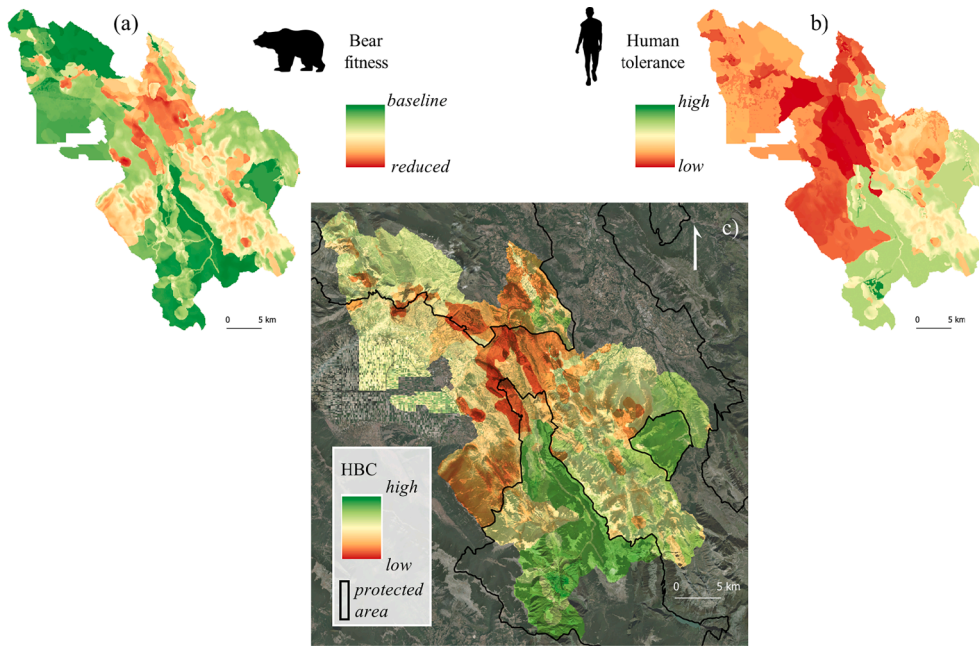 (a)
Bear
fitness
baseline
reduced
0 5 km
Human
tolerance
high
low
b)
0 5 km
c)
HBC
high
low
protected
area
0 5 km